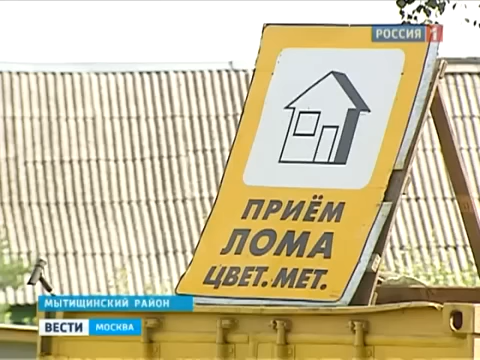 РОССИЯ 1
ПРИЁМ
ЛОМА
ЦВЕТ. МЕТ.
МЫТИЩИНСКИЙ РАЙОН
ВЕСТИ МОСКВА